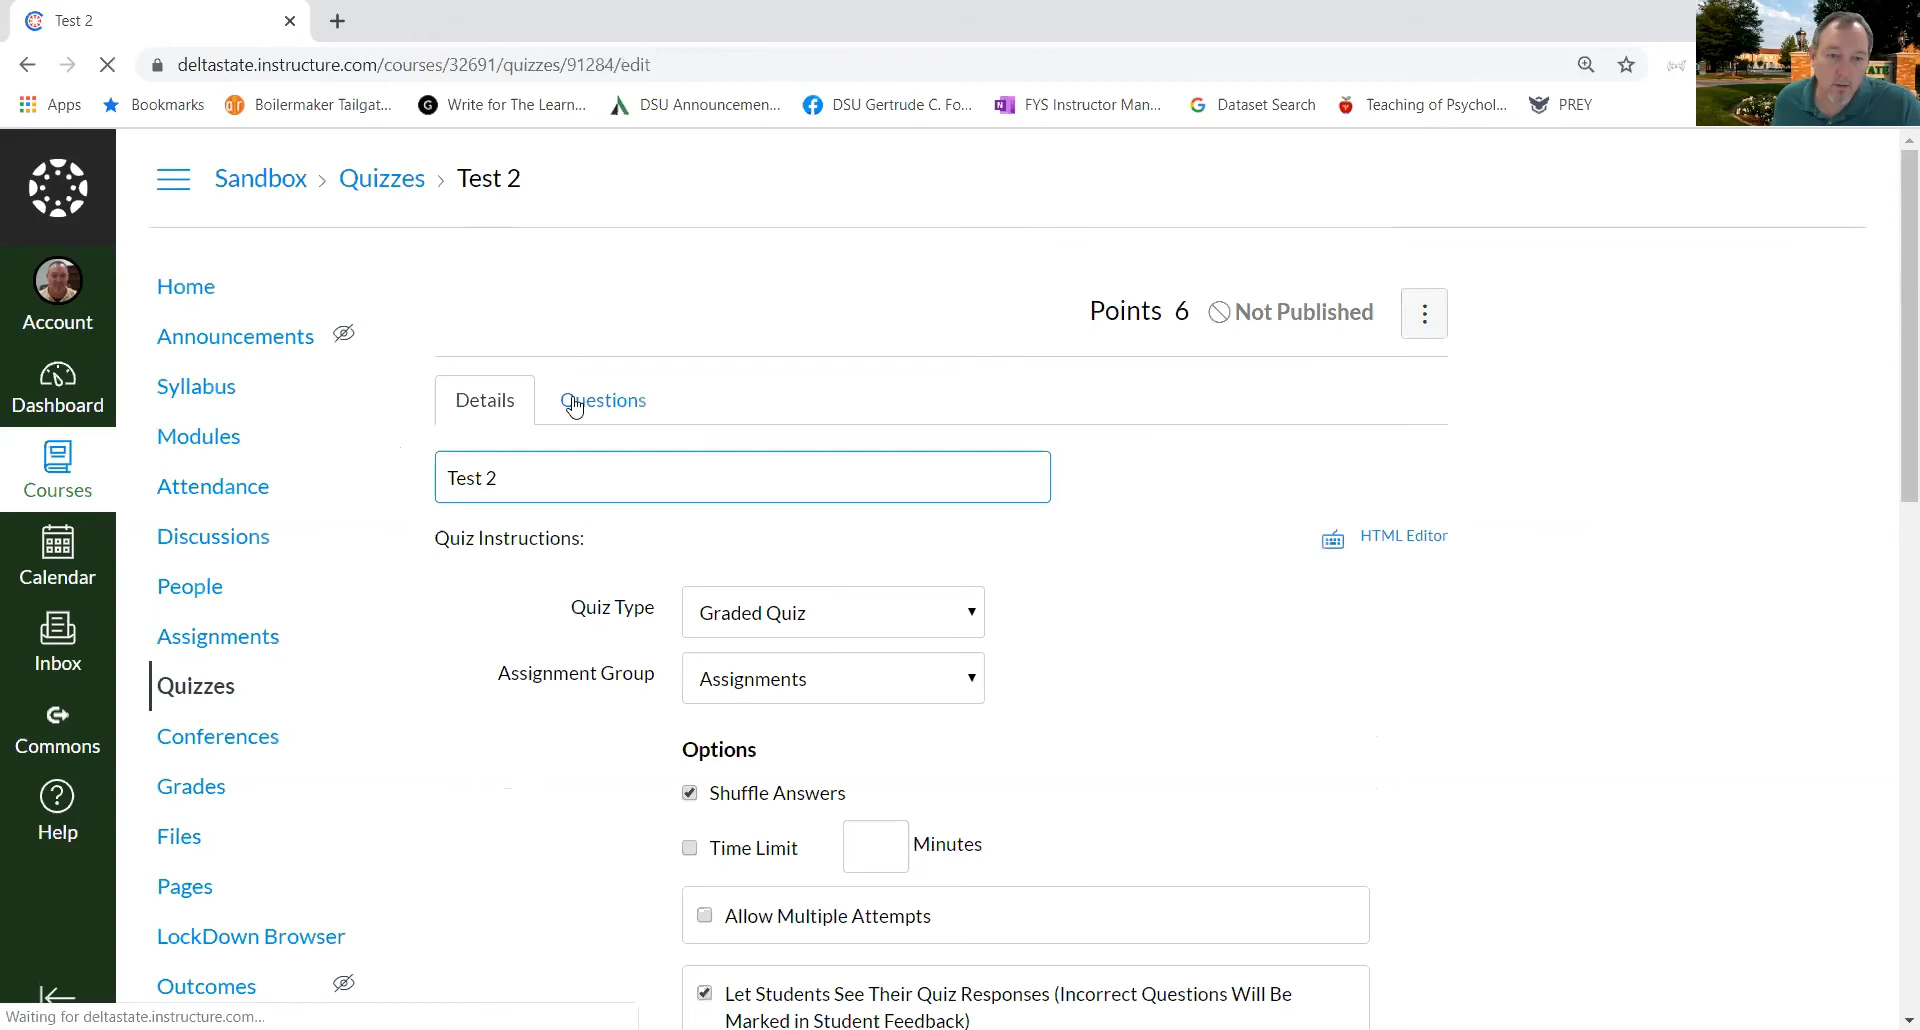 Test 2
deltastate.instructure.com/courses/32691/quizzes/91284/edit
Apps
Bookmarks
Boilermaker Tailgat...
Write for The Learn...
DSU Announcemen...
DSU Gertrude C. Fo...
FYS Instructor Man...
Dataset Search
Teaching of Psychol...
PREY
Sandbox > Quizzes > Test 2
Account
Dashboard
Courses
Calendar
Inbox
Commons
Help
Home
Announcements
Syllabus
Modules
Attendance
Discussions
People
Assignments
Quizzes
Conferences
Grades
Files
Pages
LockDown Browser
Outcomes
Points 6 Not Published
Details Questions
Test 2
Quiz Instructions:
HTML Editor
Quiz Type Graded Quiz
Assignment Group Assignments
Options
Shuffle Answers
Time Limit Minutes
Allow Multiple Attempts
Let Students See Their Quiz Responses (Incorrect Questions Will Be
Marked in Student Feedback)
Waiting for deltastate.instructure.com...